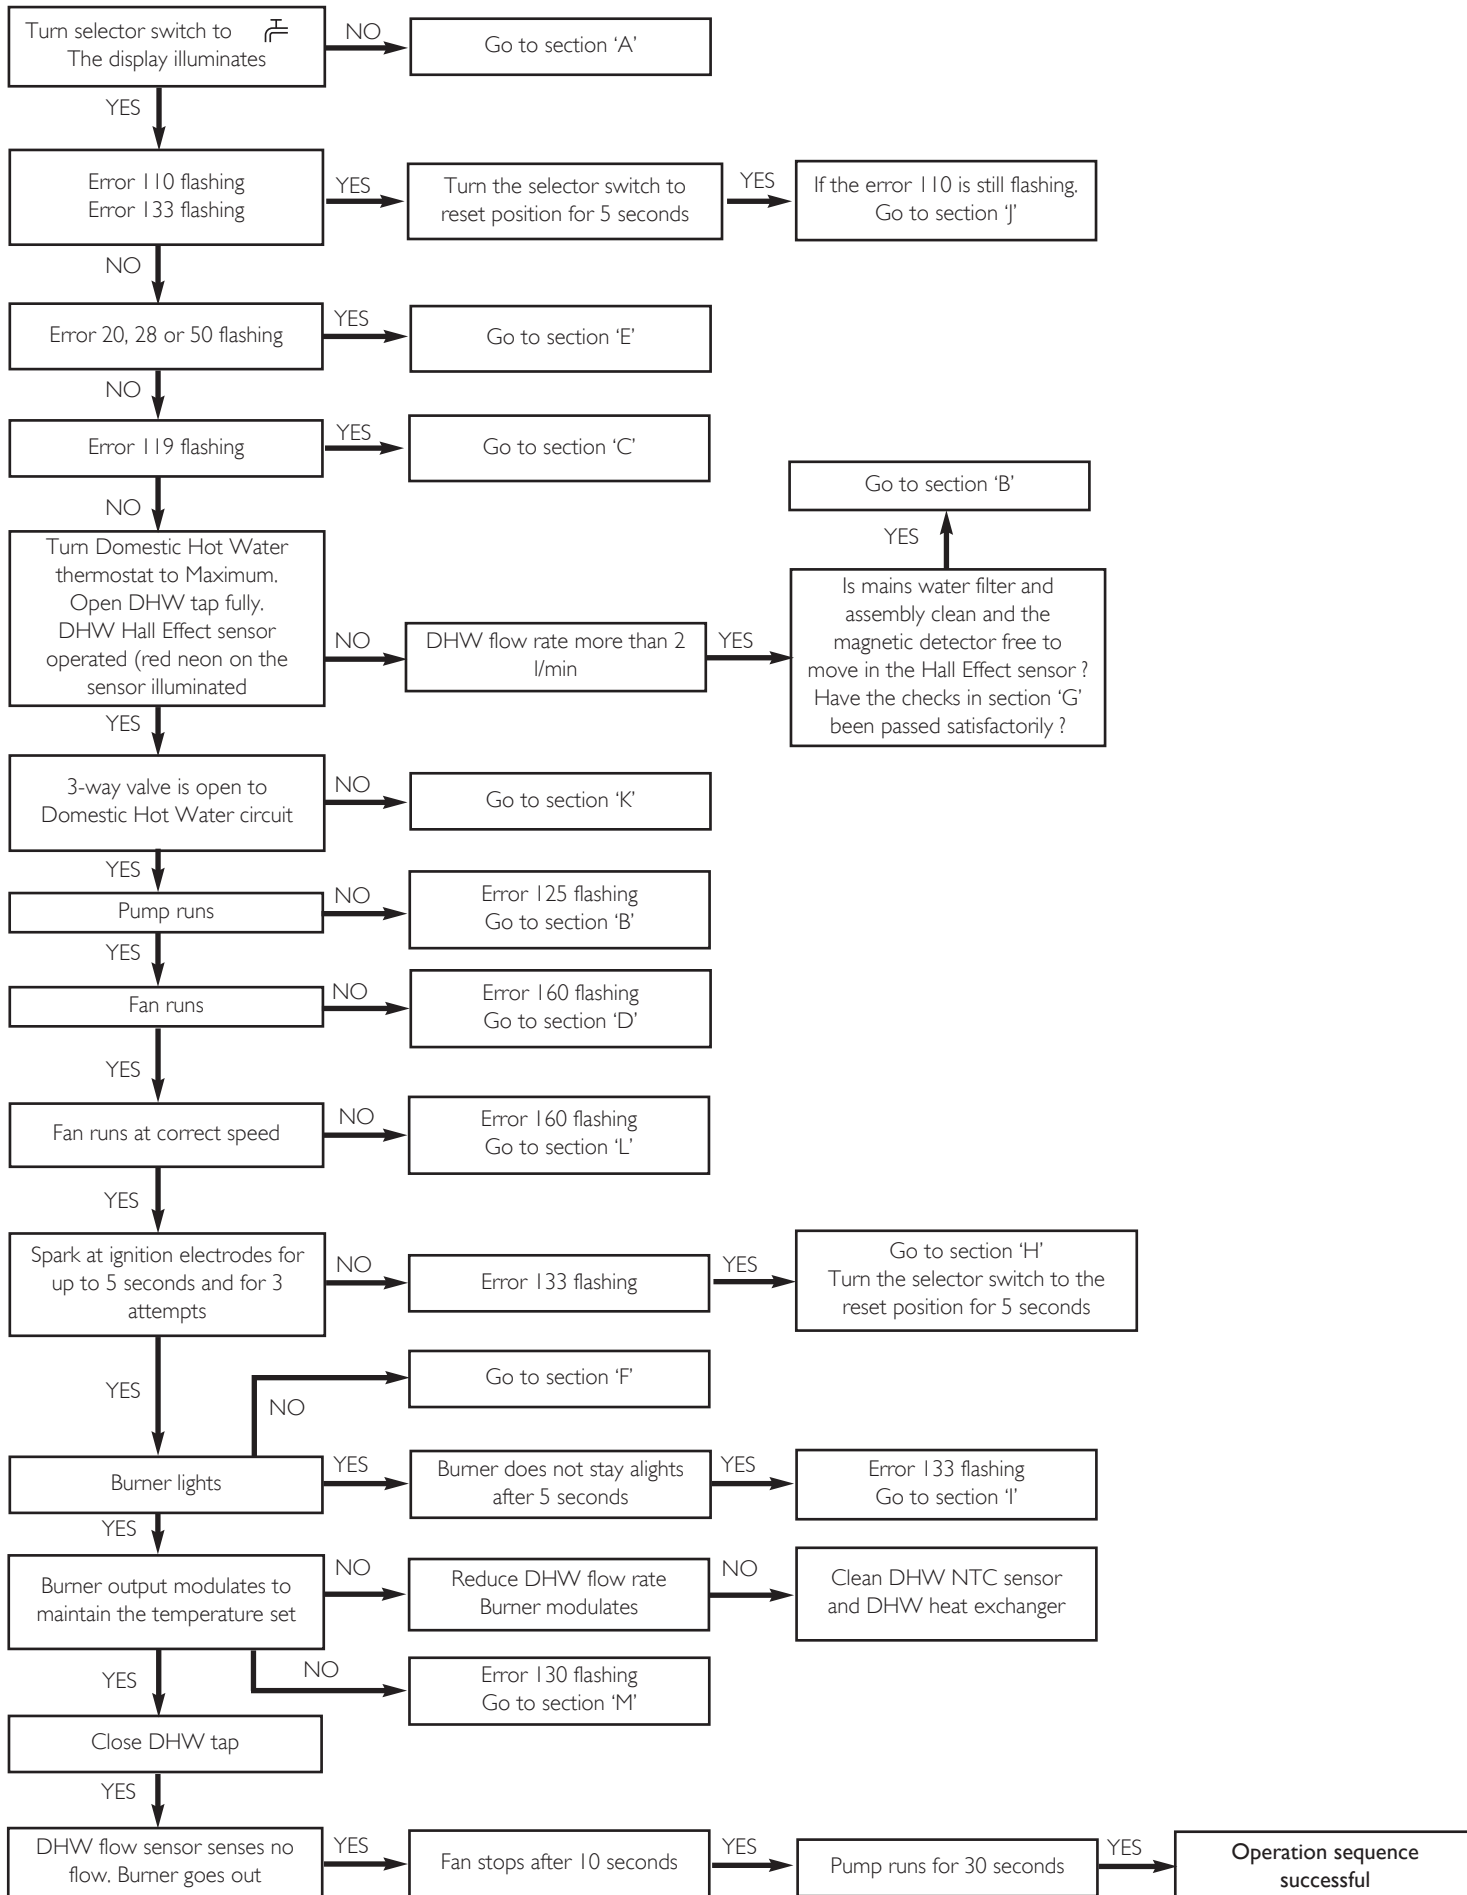 Turn selector switch to
The display illuminates
NO
Go to section ‘A’
YES
Error 110 flashing
Error 133 flashing
YES
Turn the selector switch to
reset position for 5 seconds
YES
If the error 110 is still flashing.
Go to section ‘J’
NO
Error 20, 28 or 50 flashing
YES
Go to section ‘E’
NO
Error 119 flashing
YES
Go to section ‘C’
NO
Turn Domestic Hot Water
thermostat to Maximum.
Open DHW tap fully.
DHW Hall Effect sensor
operated (red neon on the
sensor illuminated
NO
DHW flow rate more than 2
l/min
YES
Is mains water filter and
assembly clean and the
magnetic detector free to
move in the Hall Effect sensor ?
Have the checks in section ‘G’
been passed satisfactorily ?
YES
Go to section ‘B’
YES
3-way valve is open to
Domestic Hot Water circuit
NO
Go to section ‘K’
YES
Pump runs
NO
Error 125 flashing
Go to section ‘B’
YES
Fan runs
NO
Error 160 flashing
Go to section ‘D’
YES
Fan runs at correct speed
NO
Error 160 flashing
Go to section ‘L’
YES
Spark at ignition electrodes for
up to 5 seconds and for 3
attempts
NO
Error 133 flashing
YES
Go to section ‘H’
Turn the selector switch to the
reset position for 5 seconds
YES
NO
Go to section ‘F’
Burner lights
YES
Burner does not stay alights
after 5 seconds
YES
Error 133 flashing
Go to section ‘I’
YES
Burner output modulates to
maintain the temperature set
NO
Reduce DHW flow rate
Burner modulates
NO
Clean DHW NTC sensor
and DHW heat exchanger
NO
Error 130 flashing
Go to section ‘M’
YES
Close DHW tap
YES
DHW flow sensor senses no
flow. Burner goes out
YES
Fan stops after 10 seconds
YES
Pump runs for 30 seconds
YES
Operation sequence
successful